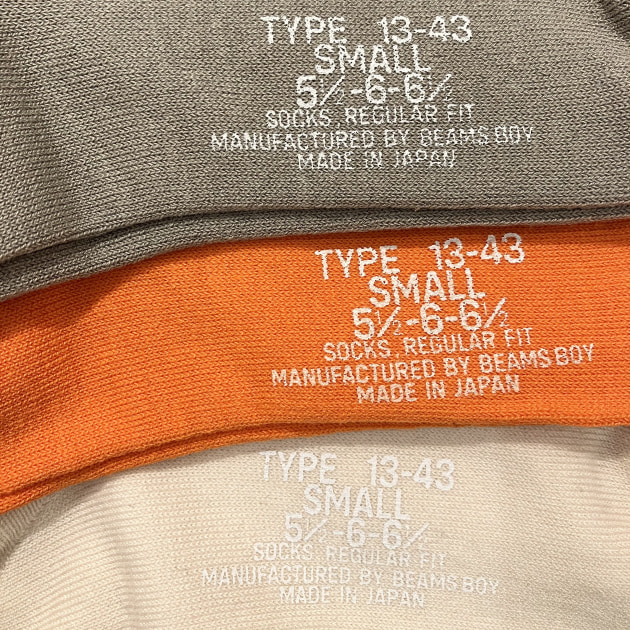 TYPE 13-43
SMALL
5½-6-6½
SOCKS, REGULAR FIT
MANUFACTURED BY BEAMS BOY
MADE IN JAPAN
TYPE 13-43
SMALL
5½-6-6½
SOCKS, REGULAR FIT
MANUFACTURED BY BEAMS BOY
MADE IN JAPAN
TYPE 13-43
SMALL
5½-6-6½
SOCKS, REGULAR FIT
MANUFACTURED BY BEAMS BOY
MADE IN JAPAN